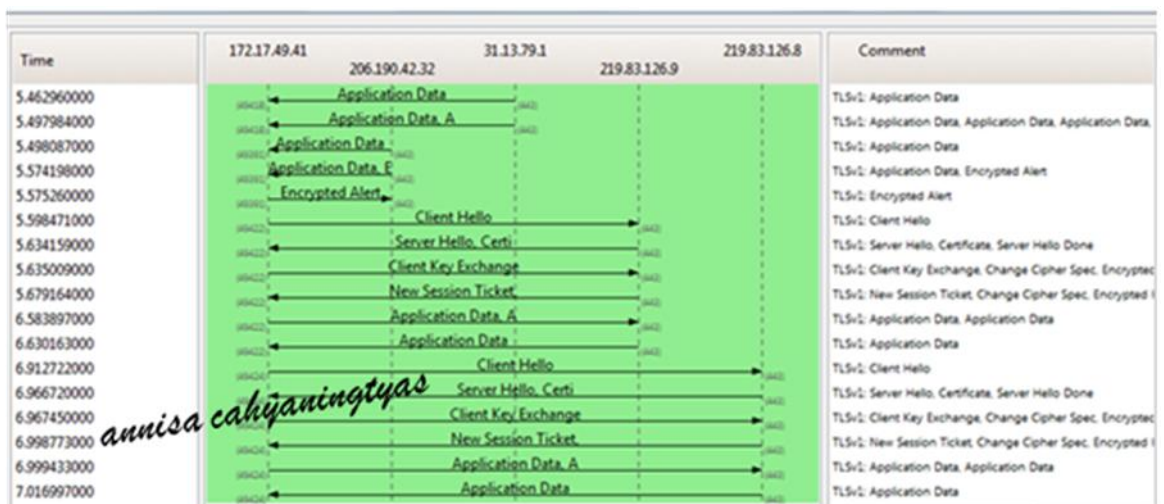 Time 172.17.49.41 206.190.42.32 31.13.79.1 219.83.126.9 219.83.126.8 Comment
5.462960000 Application Data TLSv1: Application Data
5.497984000 Application Data, A TLSv1: Application Data, Application Data, Application Data,
5.498087000 Application Data TLSv1: Application Data
5.574198000 Application Data, E TLSv1: Application Data, Encrypted Alert
5.575260000 Encrypted Alert TLSv1: Encrypted Alert
5.598471000 Client Hello TLSv1: Client Hello
5.634159000 Server Hello, Certi TLSv1: Server Hello, Certificate, Server Hello Done
5.635009000 Client Key Exchange TLSv1: Client Key Exchange, Change Cipher Spec, Encrypted
5.679164000 New Session Ticket, TLSv1: New Session Ticket, Change Cipher Spec, Encrypted
6.583897000 Application Data, A TLSv1: Application Data, Application Data
6.630163000 Application Data TLSv1: Application Data
6.912722000 Client Hello TLSv1: Client Hello
6.966720000 Server Hello, Certi TLSv1: Server Hello, Certificate, Server Hello Done
6.967450000 Client Key Exchange TLSv1: Client Key Exchange, Change Cipher Spec, Encrypted
annisa cahyaningtyas
6.998773000 New Session Ticket, TLSv1: New Session Ticket, Change Cipher Spec, Encrypted
6.999433000 Application Data, A TLSv1: Application Data, Application Data
7.016997000 Application Data TLSv1: Application Data